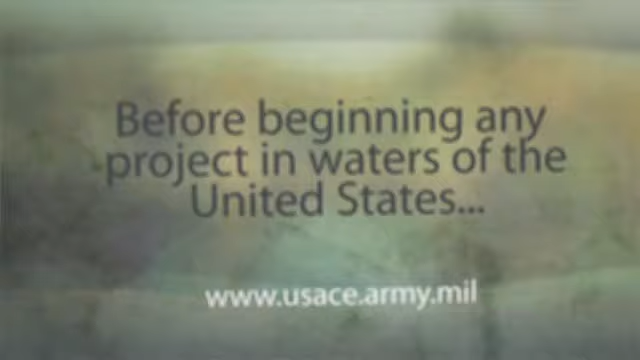 Before beginning any
project in waters of the
United States...
www.usace.army.mil